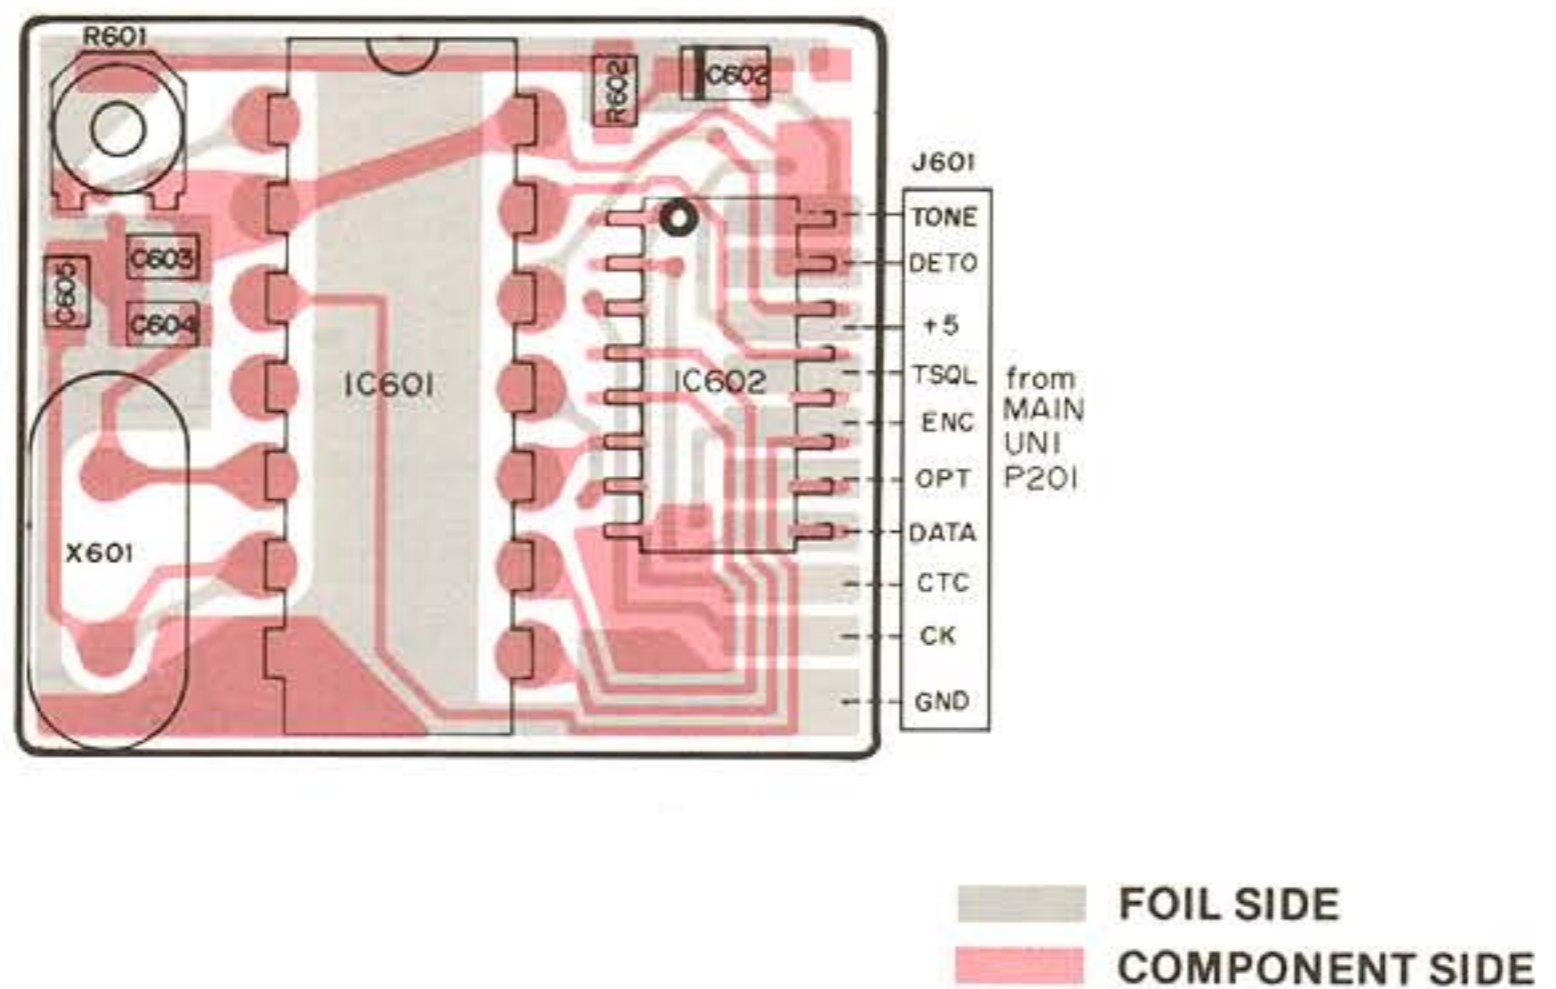 R601
R602
C602
J601
TONE
DETO
C603
C605
+5
C604
TSQL
IC601
IC602
from
MAIN
UNI
P201
ENC
OPT
X601
DATA
CTC
CK
GND
FOIL SIDE
COMPONENT SIDE